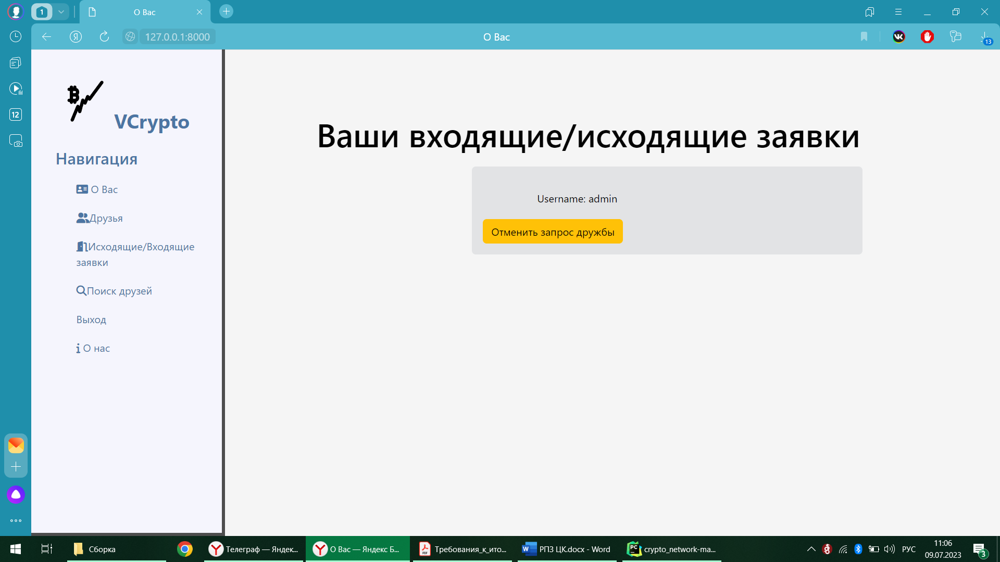 1
О Вас
127.0.0.1:8000
О Вас
13
12
VCrypto
Навигация
О Вас
Друзья
Исходящие/Входящие
заявки
Поиск друзей
Выход
О нас
Ваши входящие/исходящие заявки
Username: admin
Отменить запрос дружбы
Сборка
Телеграф — Яндек...
О Вас — Яндекс Б...
Требования_к_ито...
РПЗ ЦК.docx - Word
crypto_network-ma...
РУС
11:06
09.07.2023
3